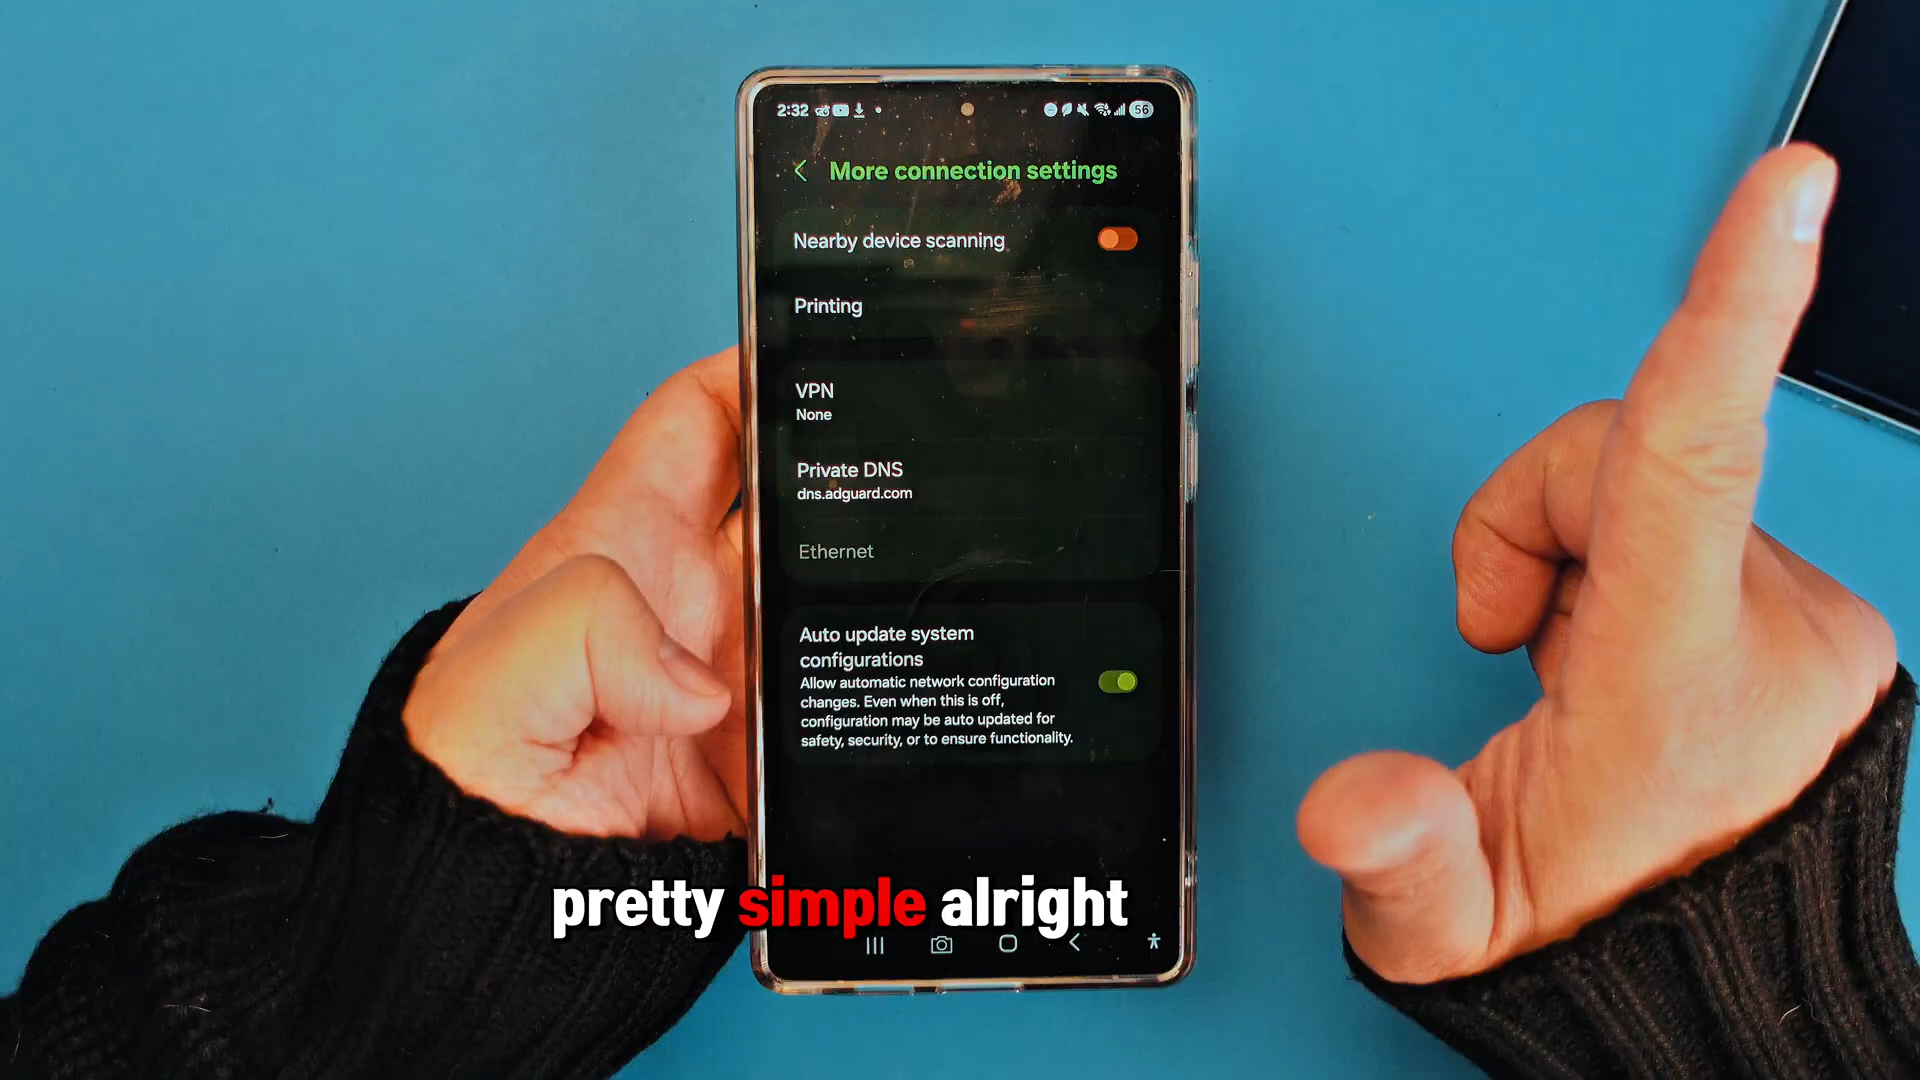 2:32
56
More connection settings
Nearby device scanning
Printing
VPN
None
Private DNS
dns.adguard.com
Ethernet
Auto update system
configurations
Allow automatic network configuration
changes. Even when this is off,
configuration may be auto updated for
safety, security, or to ensure functionality.
pretty simple alright